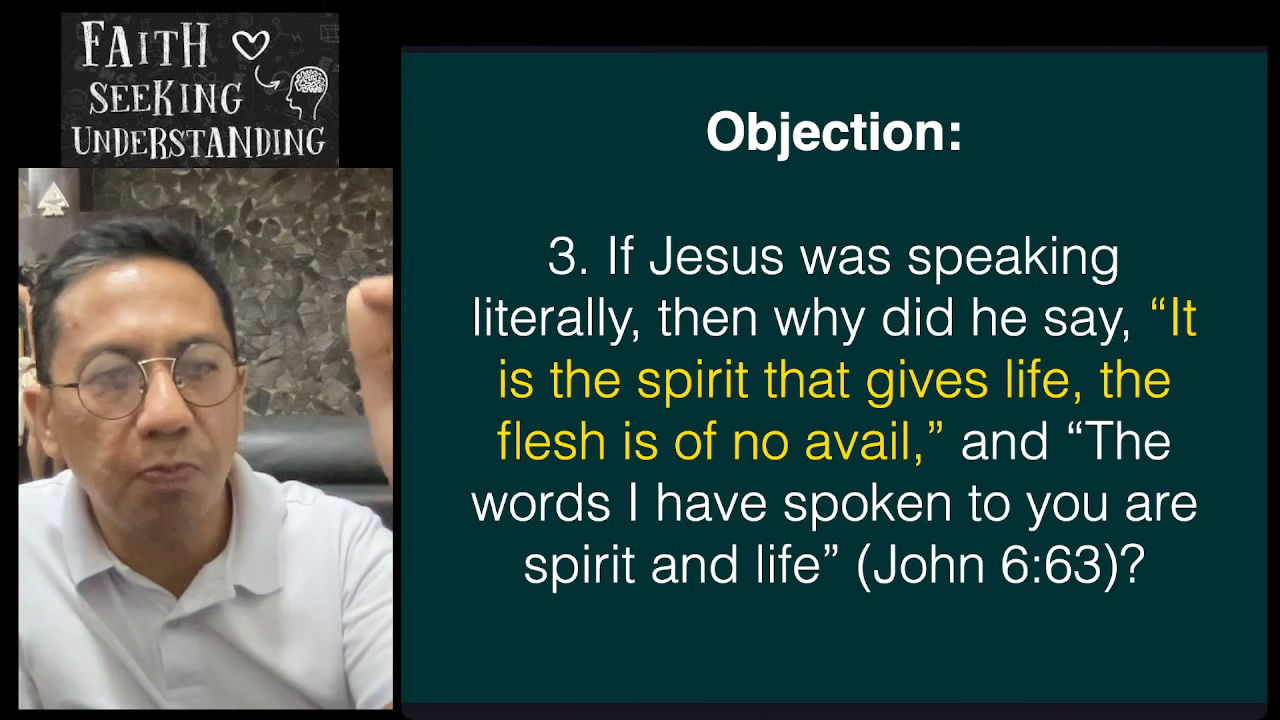 FAITH
SEEKING
UNDERSTANDING
Objection:
3. If Jesus was speaking
literally, then why did he say, “It
is the spirit that gives life, the
flesh is of no avail,” and “The
words I have spoken to you are
spirit and life” (John 6:63)?